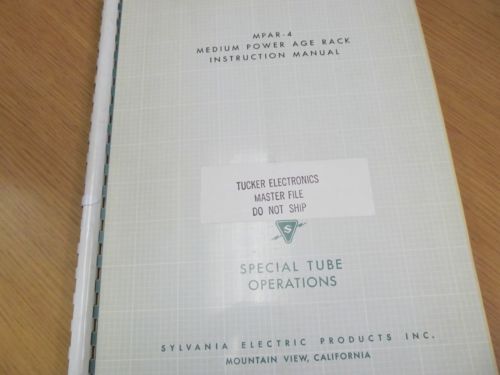 MPAR-4
MEDIUM POWER AGE RACK
INSTRUCTION MANUAL
TUCKER ELECTRONICS
MASTER FILE
DO NOT SHIP
S
SPECIAL TUBE
OPERATIONS
SYLVANIA ELECTRIC PRODUCTS INC.
MOUNTAIN VIEW, CALIFORNIA